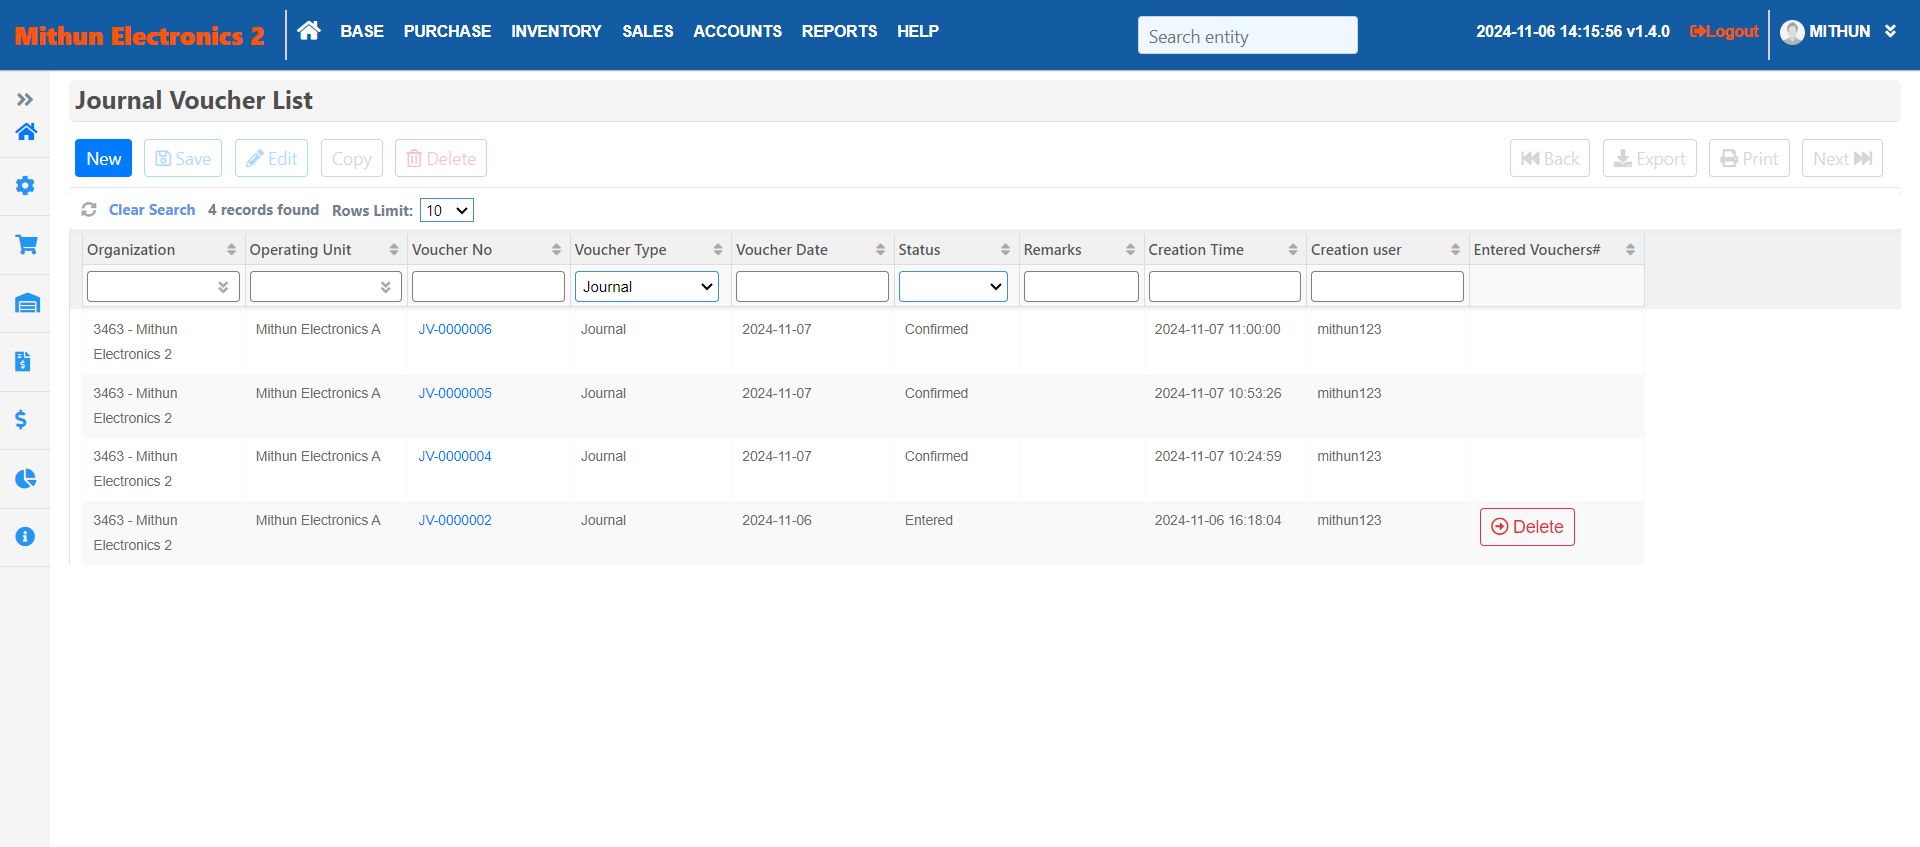 Mithun Electronics 2
BASE PURCHASE INVENTORY SALES ACCOUNTS REPORTS HELP
Search entity
2024-11-06 14:15:56 v1.4.0 Logout MITHUN
Journal Voucher List
New Save Edit Copy Delete Back Export Print Next
Clear Search 4 records found Rows Limit: 10
Organization Operating Unit Voucher No Voucher Type Voucher Date Status Remarks Creation Time Creation user Entered Vouchers#
Journal
3463 - Mithun Electronics 2 Mithun Electronics A JV-0000006 Journal 2024-11-07 Confirmed 2024-11-07 11:00:00 mithun123
3463 - Mithun Electronics 2 Mithun Electronics A JV-0000005 Journal 2024-11-07 Confirmed 2024-11-07 10:53:26 mithun123
3463 - Mithun Electronics 2 Mithun Electronics A JV-0000004 Journal 2024-11-07 Confirmed 2024-11-07 10:24:59 mithun123
3463 - Mithun Electronics 2 Mithun Electronics A JV-0000002 Journal 2024-11-06 Entered 2024-11-06 16:18:04 mithun123 Delete